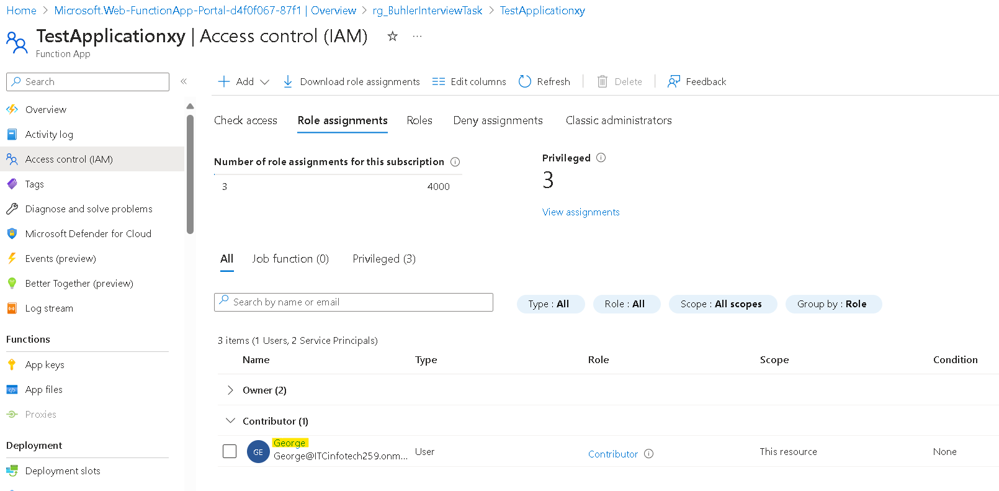 Home > Microsoft.Web-FunctionApp-Portal-d4f0f067-87f1 | Overview > rg_BuhlerInterviewTask > TestApplicationxy
TestApplicationxy | Access control (IAM)
Function App
Search
Add Download role assignments Edit columns Refresh Delete Feedback
Overview
Activity log
Access control (IAM)
Tags
Diagnose and solve problems
Microsoft Defender for Cloud
Events (preview)
Better Together (preview)
Log stream
Functions
App keys
App files
Proxies
Deployment
Deployment slots
Check access Role assignments Roles Deny assignments Classic administrators
Number of role assignments for this subscription
3 4000
Privileged
3
View assignments
All Job function (0) Privileged (3)
Search by name or email
Type : All Role : All Scope : All scopes Group by : Role
3 items (1 Users, 2 Service Principals)
Name Type Role Scope Condition
Owner (2)
Contributor (1)
GE George User Contributor This resource None
George@ITCinfotech259.onm...